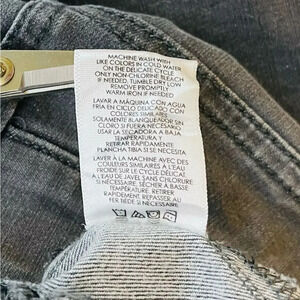 MACHINE WASH WITH
LIKE COLORS IN COLD WATER
ON THE DELICATE CYCLE
ONLY NON-CHLORINE BLEACH
IF NEEDED, TUMBLE DRY LOW
REMOVE PROMPTLY
WARM IRON IF NEEDED
LAVAR A MÁQUINA CON AGUA
FRÍA EN CICLO DELICADO CON
COLORES SIMILARES
SOLAMENTE BLANQUEADOR SIN
CLORO SI FUERA NECESARIO
USAR LA SECADORA A BAJA
TEMPERATURA Y
RETIRAR RÁPIDAMENTE
PLANCHA TIBIA SI SE NECESITA
LAVER À LA MACHINE AVEC DES
COULEURS SIMILAIRES À L'EAU
FROIDE SUR LE CYCLE DÉLICAT
À L'EAU DE JAVEL SANS CHLORURE
SI NÉCESSAIRE. SÉCHER À BASSE
TEMPÉRATURE. RETIRER
RAPIDEMENT. REPASSER AU
FER TIÈDE SI NÉCESSAIRE